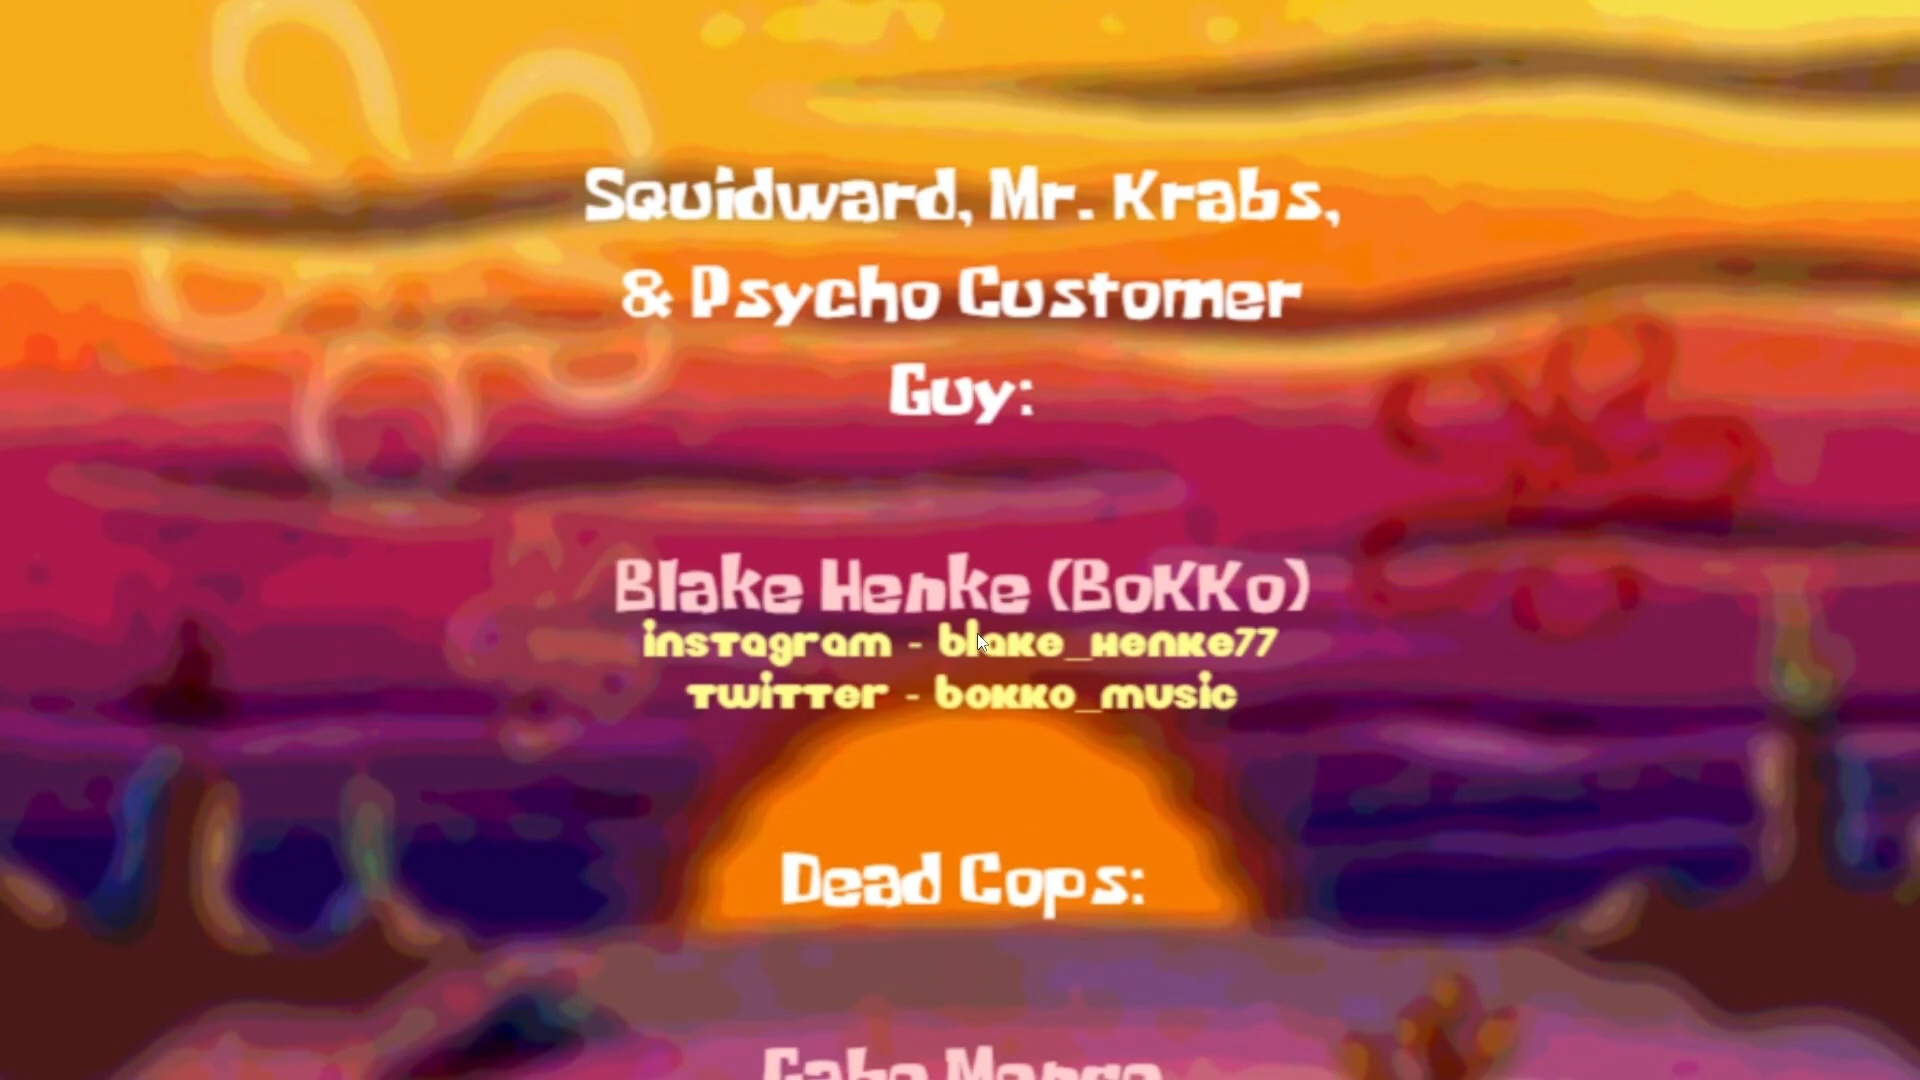 Squidward, Mr. Krabs,
& Psycho Customer
Guy:
Blake Henke (BoKKo)
instagram - blake_henke77
twitter - bokko_music
Dead Cops: